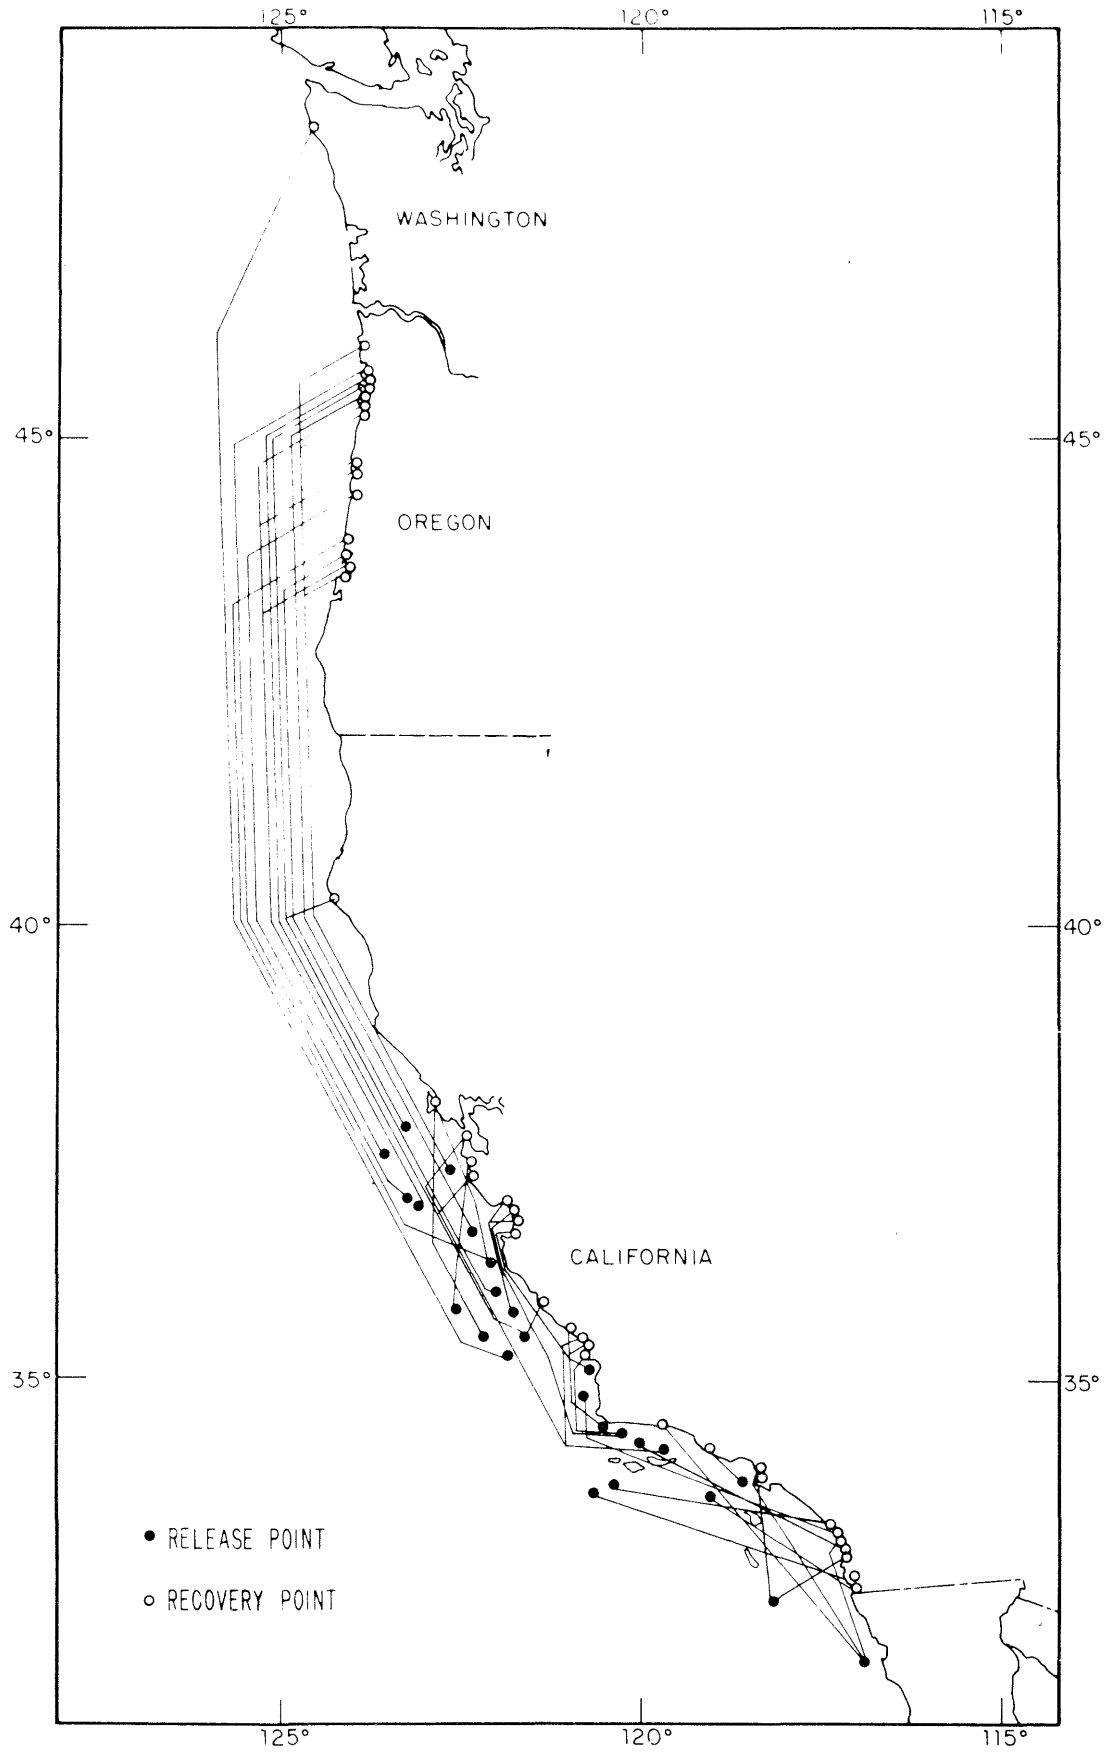 125° 120° 115°
WASHINGTON
45° 45°
OREGON
40° 40°
CALIFORNIA
35° 35°
RELEASE POINT
RECOVERY POINT
125° 120° 115°